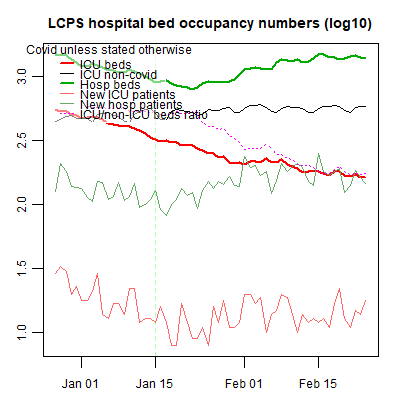 LCPS hospital bed occupancy numbers (log10)
Covid unless stated otherwise
ICU beds
ICU non-covid
Hosp beds
New ICU patients
New hosp patients
ICU/non-ICU beds ratio
3.0
2.5
2.0
1.5
1.0
Jan 01
Jan 15
Feb 01
Feb 15